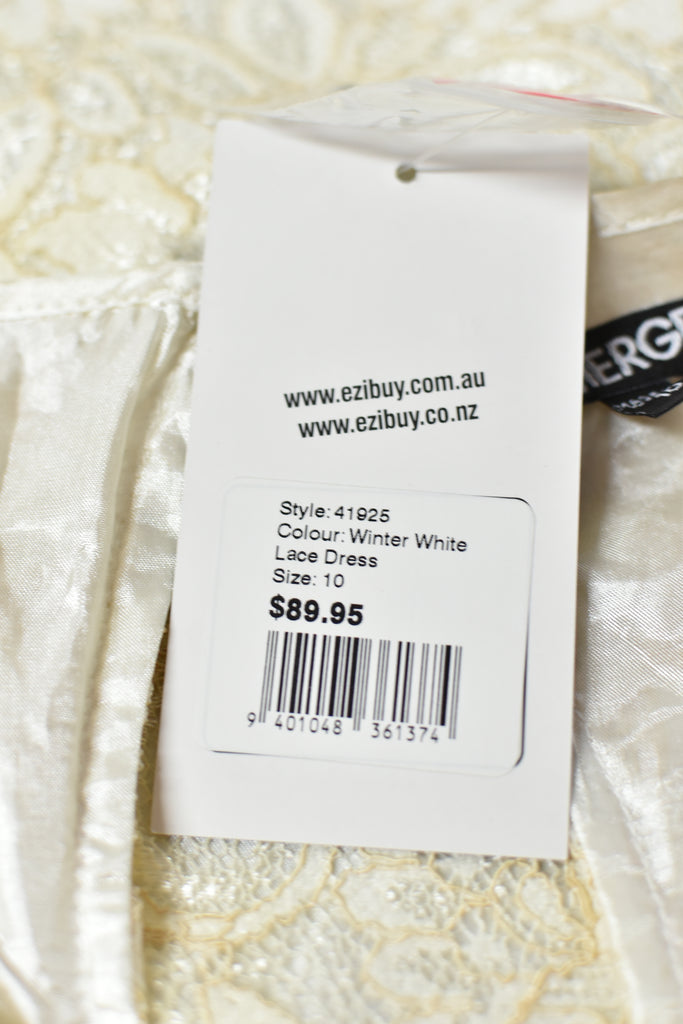 www.ezibuy.com.au
www.ezibuy.co.nz
Style: 41925
Colour: Winter White
Lace Dress
Size: 10
$89.95
9 401048 361374